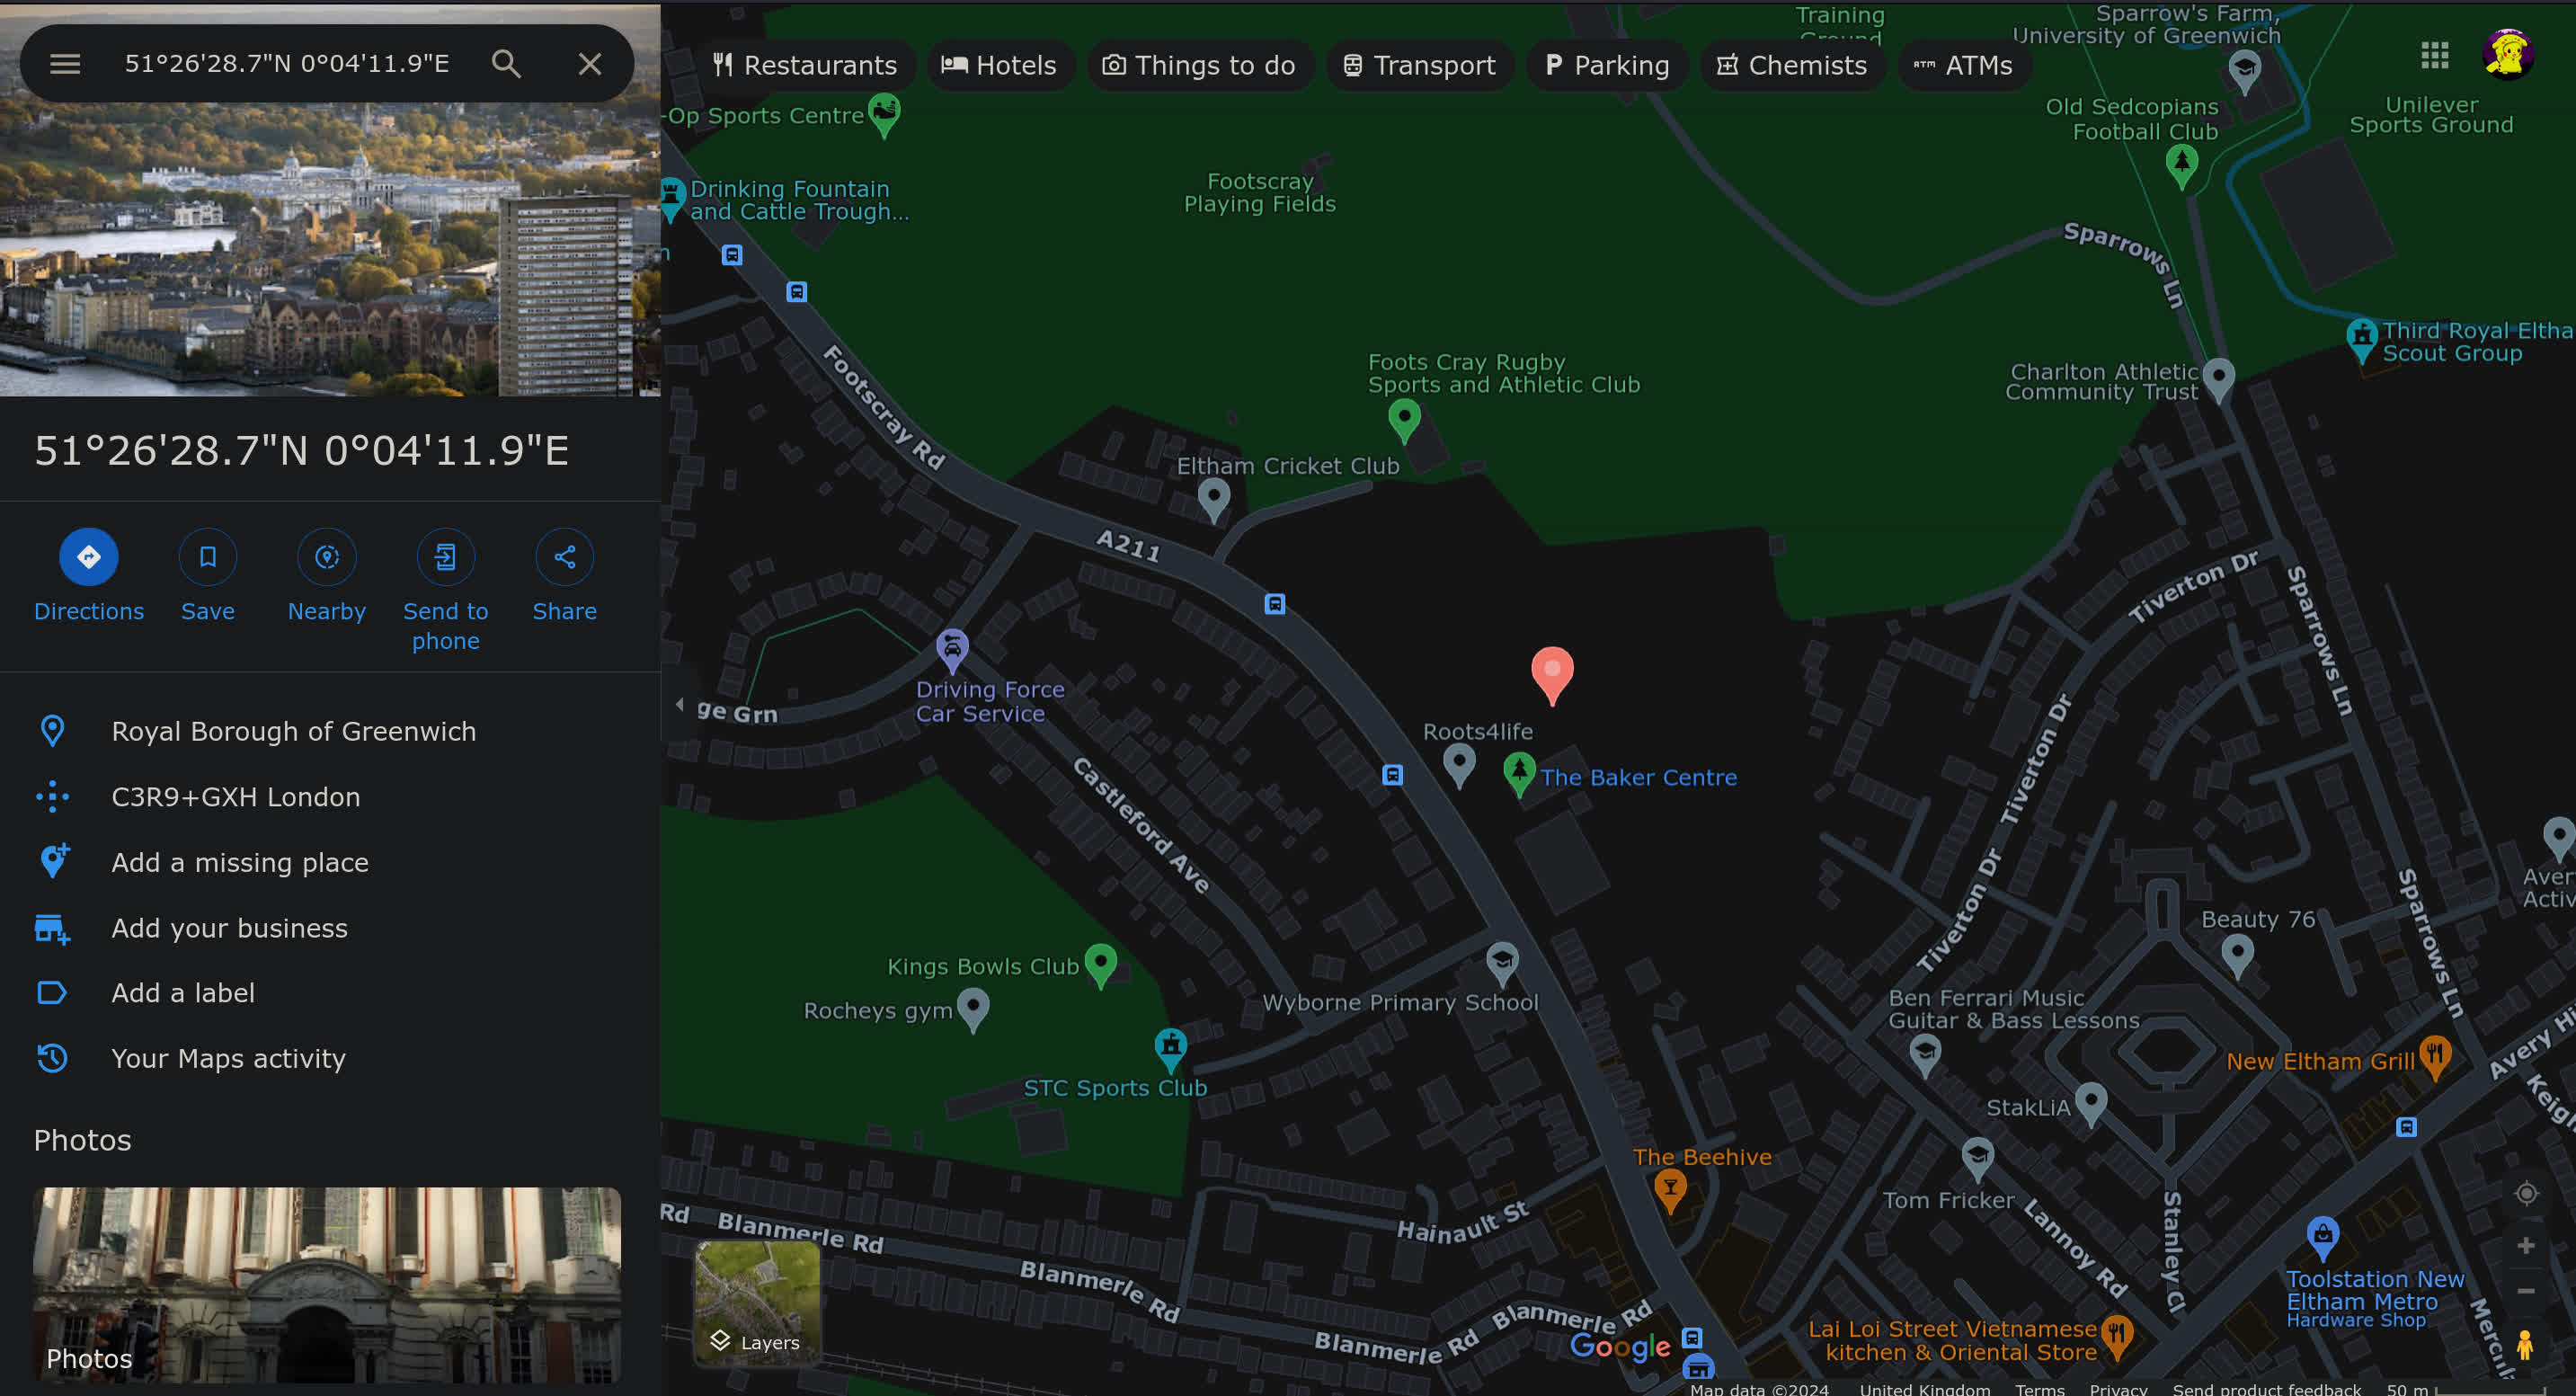 51°26'28.7"N 0°04'11.9"E
Restaurants
Hotels
Things to do
Transport
P Parking
Chemists
ATM ATMs
Training
Ground
Sparrow's Farm,
University of Greenwich
-Op Sports Centre
Old Sedcopians
Football Club
Unilever
Sports Ground
Drinking Fountain
and Cattle Trough...
n
Footscray
Playing Fields
Sparrows Ln
Third Royal Eltha
Scout Group
Footscray Rd
Foots Cray Rugby
Sports and Athletic Club
Charlton Athletic
Community Trust
Eltham Cricket Club
A211
Tiverton Dr
Sparrows Ln
Driving Force
Car Service
ge Grn
Roots4life
The Baker Centre
Castleford Ave
Tiverton Dr
Tiverton Dr
Sparrows Ln
Aver
Activ
Beauty 76
Kings Bowls Club
Rocheys gym
Wyborne Primary School
Ben Ferrari Music
Guitar & Bass Lessons
STC Sports Club
New Eltham Grill
Avery Hi
Keigh
StakLiA
The Beehive
Tom Fricker
Hainault St
Rd
Blanmerle Rd
Blanmerle Rd
Blanmerle Rd
Blanmerle Rd
Lannoy Rd
Stanley Cl
Toolstation New
Eltham Metro
Hardware Shop
Mercu
Lai Loi Street Vietnamese
kitchen & Oriental Store
Layers
Google
Map data ©2024
United Kingdom
Terms
Privacy
Send product feedback
50 m
51°26'28.7"N 0°04'11.9"E
Directions
Save
Nearby
Send to
phone
Share
Royal Borough of Greenwich
C3R9+GXH London
Add a missing place
Add your business
Add a label
Your Maps activity
Photos
Photos